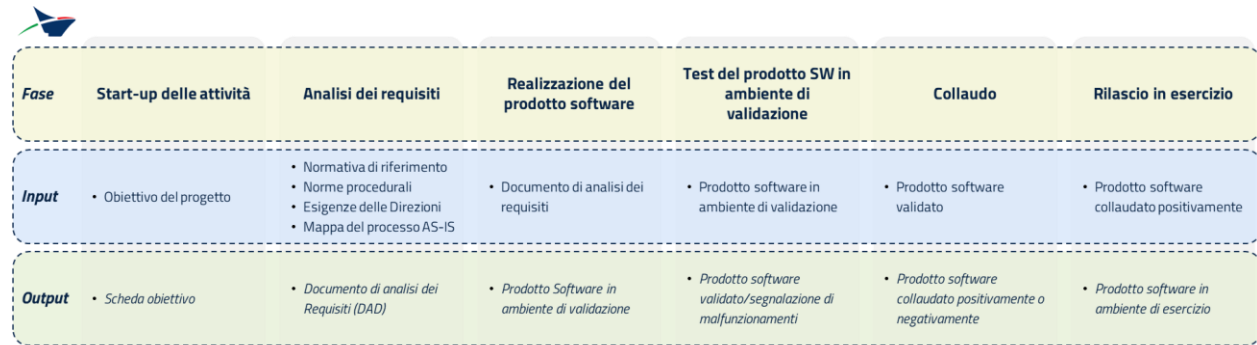 Fase
Start-up delle attività
Analisi dei requisiti
Realizzazione del
prodotto software
Test del prodotto SW in
ambiente di
validazione
Collaudo
Rilascio in esercizio
Input
• Obiettivo del progetto
• Normativa di riferimento
• Norme procedurali
• Esigenze delle Direzioni
• Mappa del processo AS-IS
• Documento di analisi dei
requisiti
• Prodotto software in
ambiente di validazione
• Prodotto software
validato
• Prodotto software
collaudato positivamente
Output
• Scheda obiettivo
• Documento di analisi dei
Requisiti (DAD)
• Prodotto Software in
ambiente di validazione
• Prodotto software
validato/segnalazione di
malfunzionamenti
• Prodotto software
collaudato positivamente o
negativamente
• Prodotto software in
ambiente di esercizio